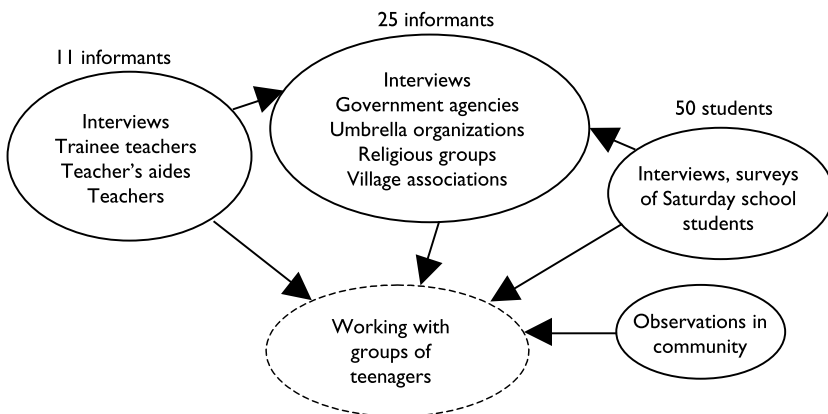 25 informants
11 informants
Interviews
Government agencies
Umbrella organizations
Religious groups
Village associations
Interviews
Trainee teachers
Teacher's aides
Teachers
50 students
Interviews, surveys
of Saturday school
students
Working with
groups of
teenagers
Observations in
community